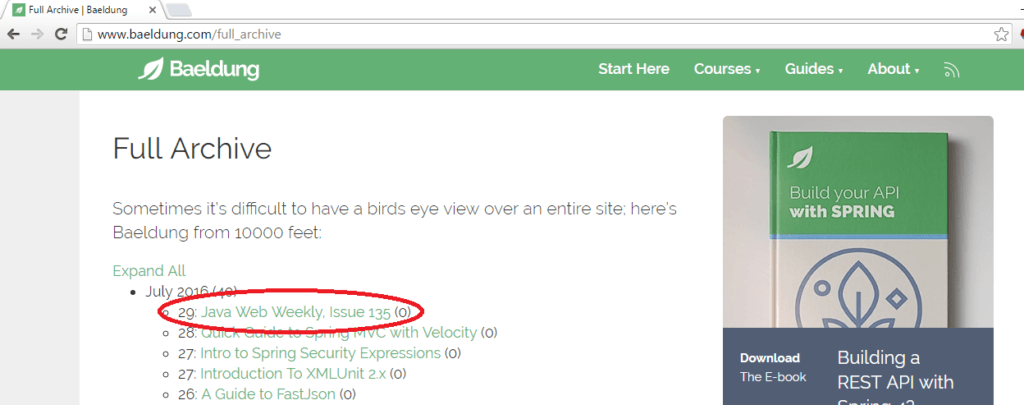 Full Archive | Baeldung
www.baeldung.com/full_archive
Baeldung
Start Here Courses Guides About
Full Archive
Sometimes it's difficult to have a birds eye view over an entire site; here's
Baeldung from 10000 feet:
Expand All
July 2016 (40)
29: Java Web Weekly, Issue 135 (0)
28: Quick Guide to Spring MVC with Velocity (0)
27: Intro to Spring Security Expressions (0)
27: Introduction To XMLUnit 2.x (0)
26: A Guide to FastJson (0)
Build your API
with SPRING
Download
The E-book
Building a
REST API with
Spring 4?